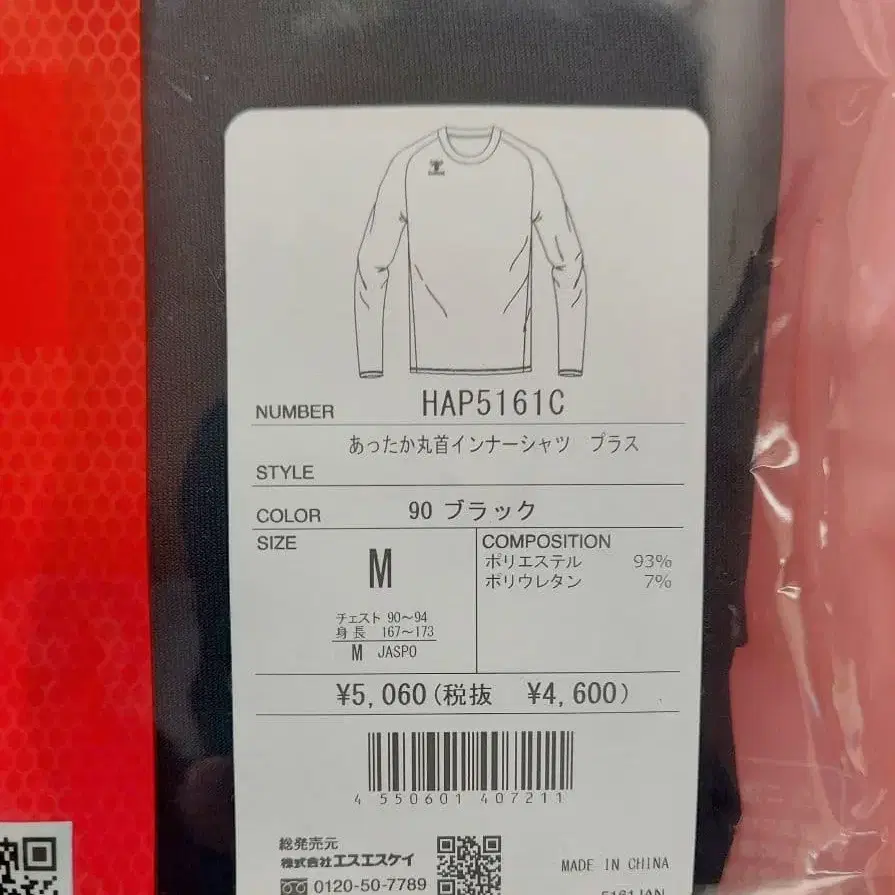 NUMBER HAP5161C
あったか丸首インナーシャツ プラス
STYLE
COLOR 90 ブラック
SIZE
M
チェスト 90～94
身長 167～173
M JASPO
COMPOSITION
ポリエステル 93%
ポリウレタン 7%
¥5,060(税抜 ¥4,600)
4 550601 407211
総発売元
株式会社エスエスケイ
0120-50-7789
MADE IN CHINA